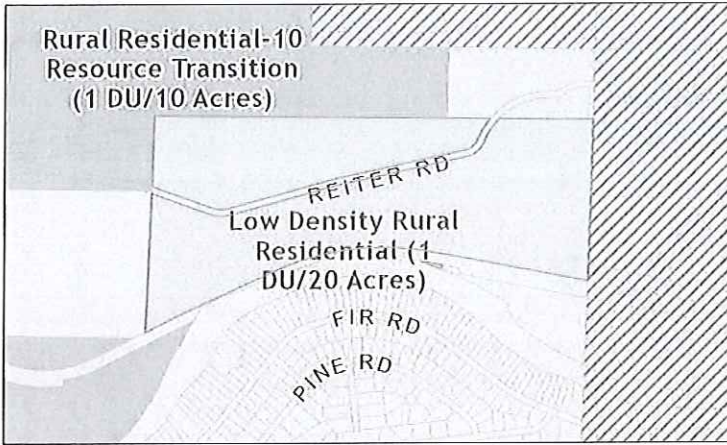 Rural Residential-10
Resource Transition
(1 DU/10 Acres)
REITER RD
Low Density Rural
Residential (1
DU/20 Acres)
FIR RD
PINE RD